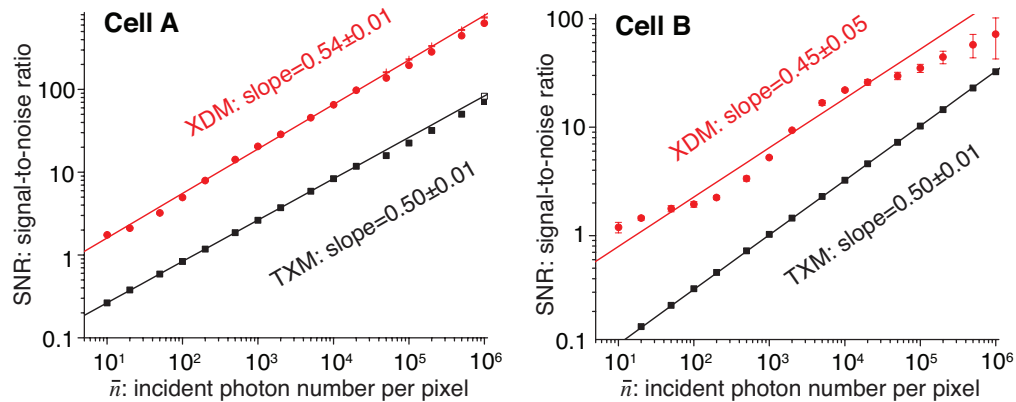 Cell A
SNR: signal-to-noise ratio
100
10
1
0.1
XDM: slope=0.54±0.01
TXM: slope=0.50±0.01
10¹ 10² 10³ 10⁴ 10⁵ 10⁶
n̄: incident photon number per pixel
Cell B
SNR: signal-to-noise ratio
100
10
1
0.1
XDM: slope=0.45±0.05
TXM: slope=0.50±0.01
10¹ 10² 10³ 10⁴ 10⁵ 10⁶
n̄: incident photon number per pixel